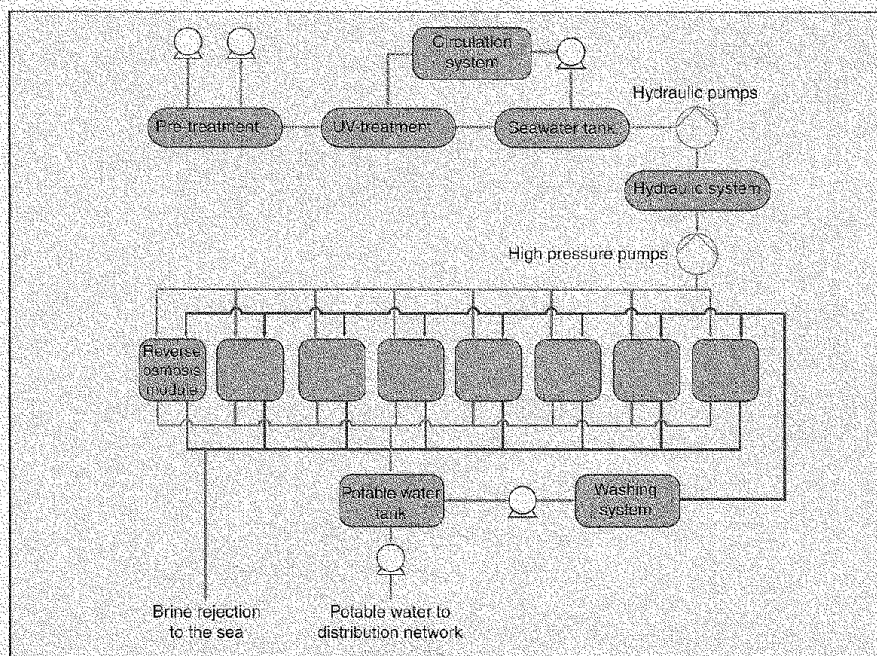 Circulation
system
Hydraulic pumps
Pre-treatment
UV-treatment
Seawater tank
Hydraulic system
High pressure pumps
Reverse
osmosis
module
Potable water
tank
Washing
system
Brine rejection
to the sea
Potable water to
distribution network